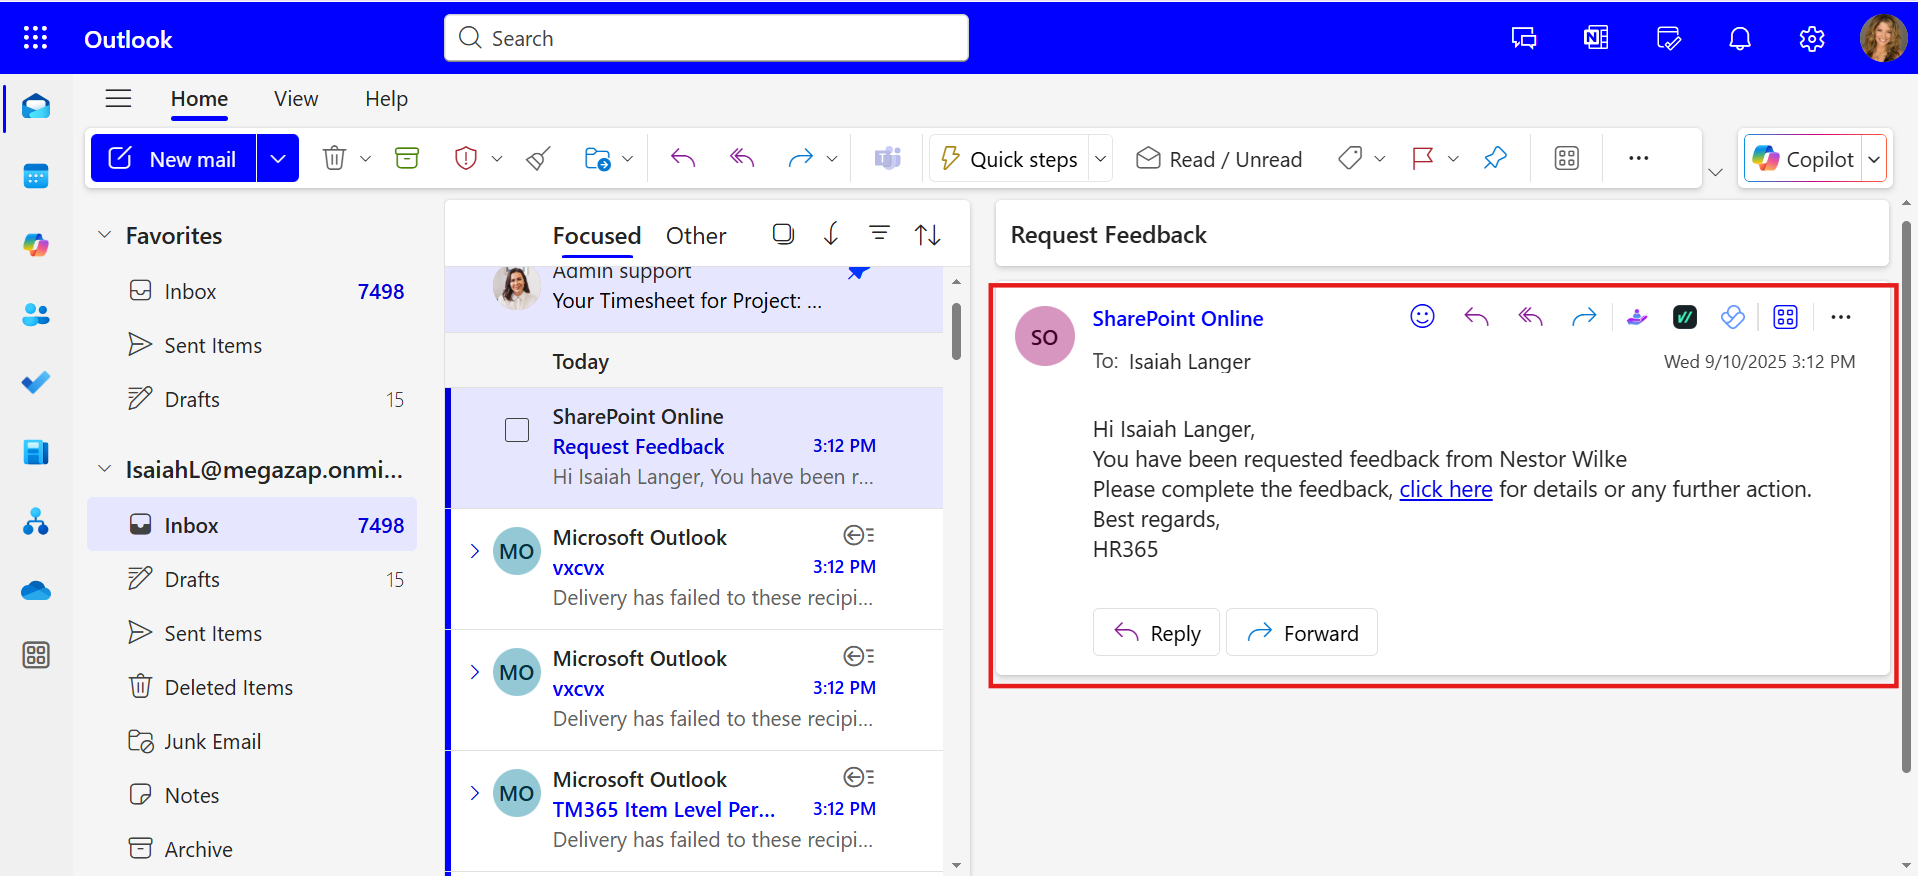 Outlook
Search
Home View Help
New mail
Quick steps
Read / Unread
Copilot
Favorites
Inbox 7498
Sent Items
Drafts 15
IsaiahL@megazap.onmi...
Inbox 7498
Drafts 15
Sent Items
Deleted Items
Junk Email
Notes
Archive
Focused Other
Admin support
Your Timesheet for Project: ...
Today
SharePoint Online
Request Feedback 3:12 PM
Hi Isaiah Langer, You have been r...
MO
Microsoft Outlook
vxcvx 3:12 PM
Delivery has failed to these recipi...
MO
Microsoft Outlook
vxcvx 3:12 PM
Delivery has failed to these recipi...
MO
Microsoft Outlook
TM365 Item Level Per... 3:12 PM
Delivery has failed to these recipi...
Request Feedback
SO
SharePoint Online
To: Isaiah Langer
Wed 9/10/2025 3:12 PM
Hi Isaiah Langer,
You have been requested feedback from Nestor Wilke
Please complete the feedback, click here for details or any further action.
Best regards,
HR365
Reply
Forward